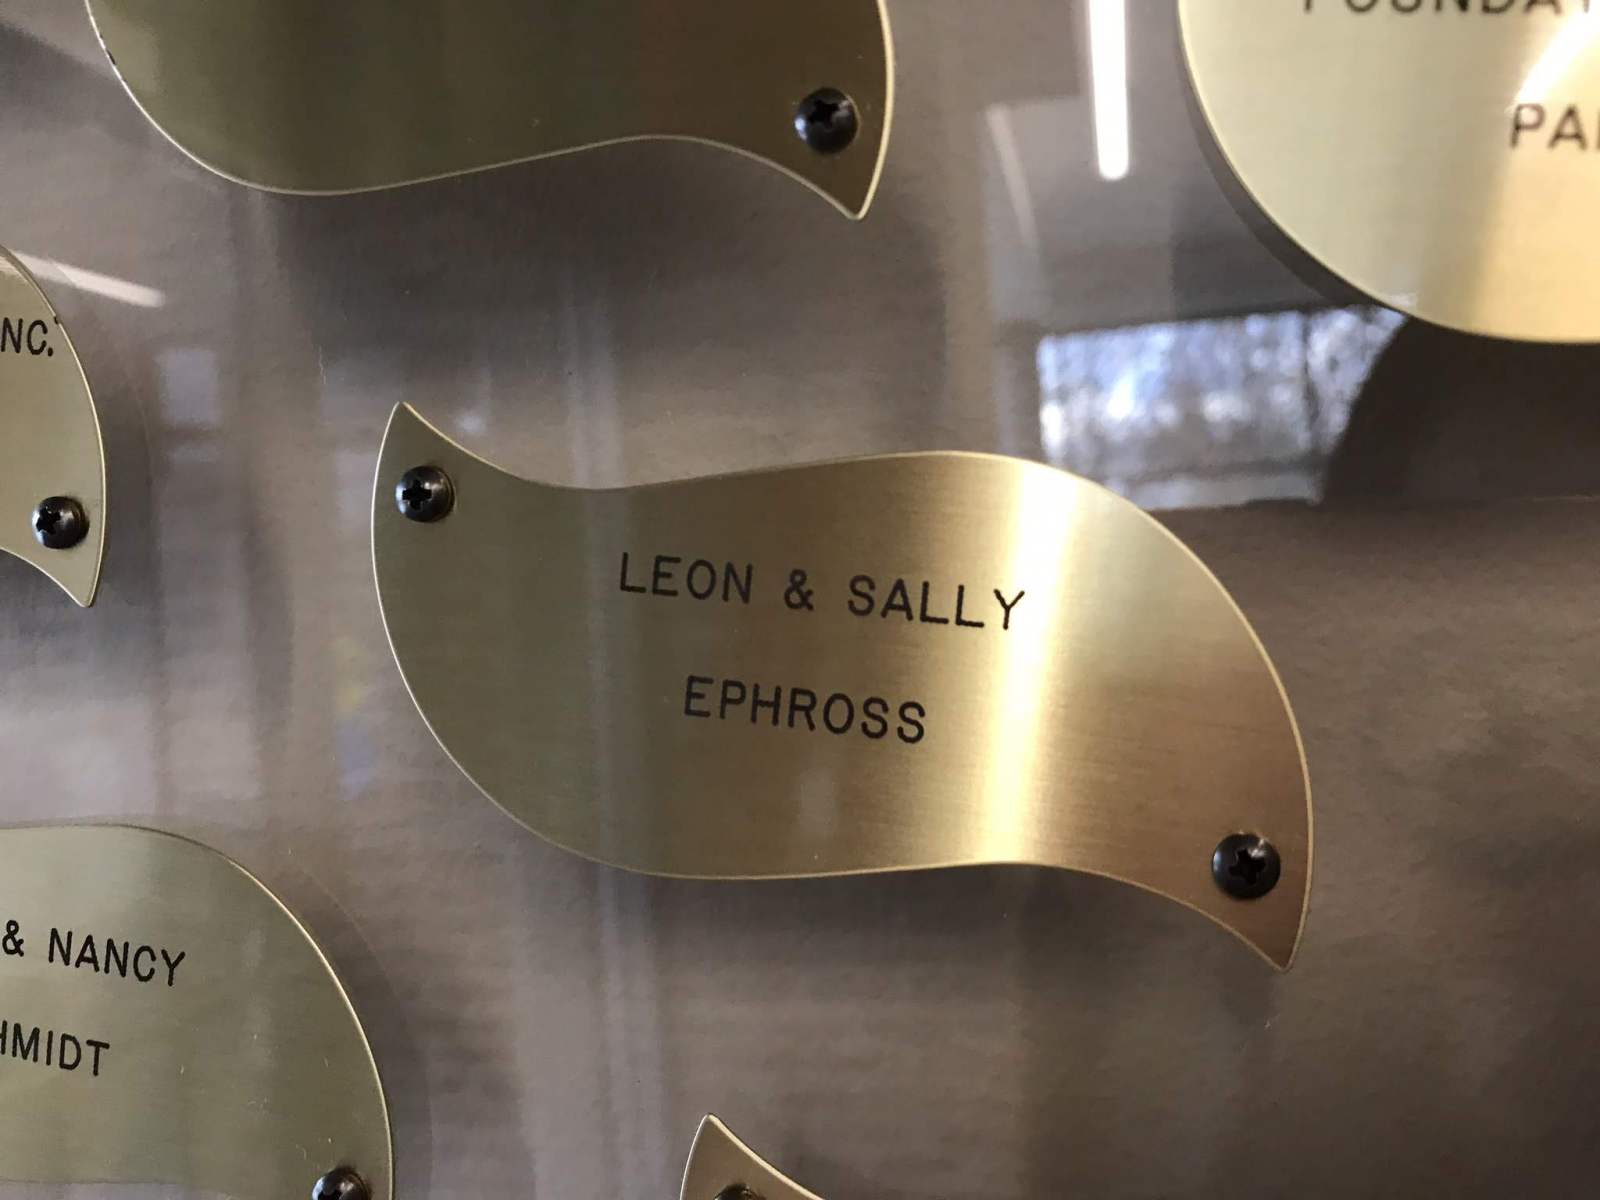 NC.
LEON & SALLY
EPHROSS
& NANCY
HMIDT